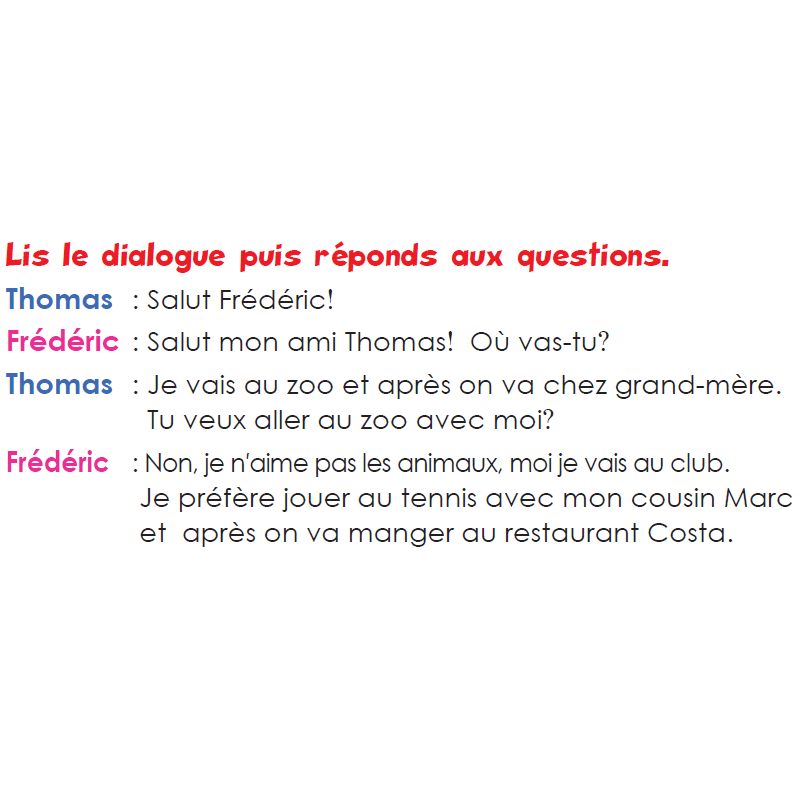 Lis le dialogue puis réponds aux questions.
Thomas : Salut Frédéric!
Frédéric : Salut mon ami Thomas! Où vas-tu?
Thomas : Je vais au zoo et après on va chez grand-mère.
Tu veux aller au zoo avec moi?
Frédéric : Non, je n'aime pas les animaux, moi je vais au club.
Je préfère jouer au tennis avec mon cousin Marc
et après on va manger au restaurant Costa.